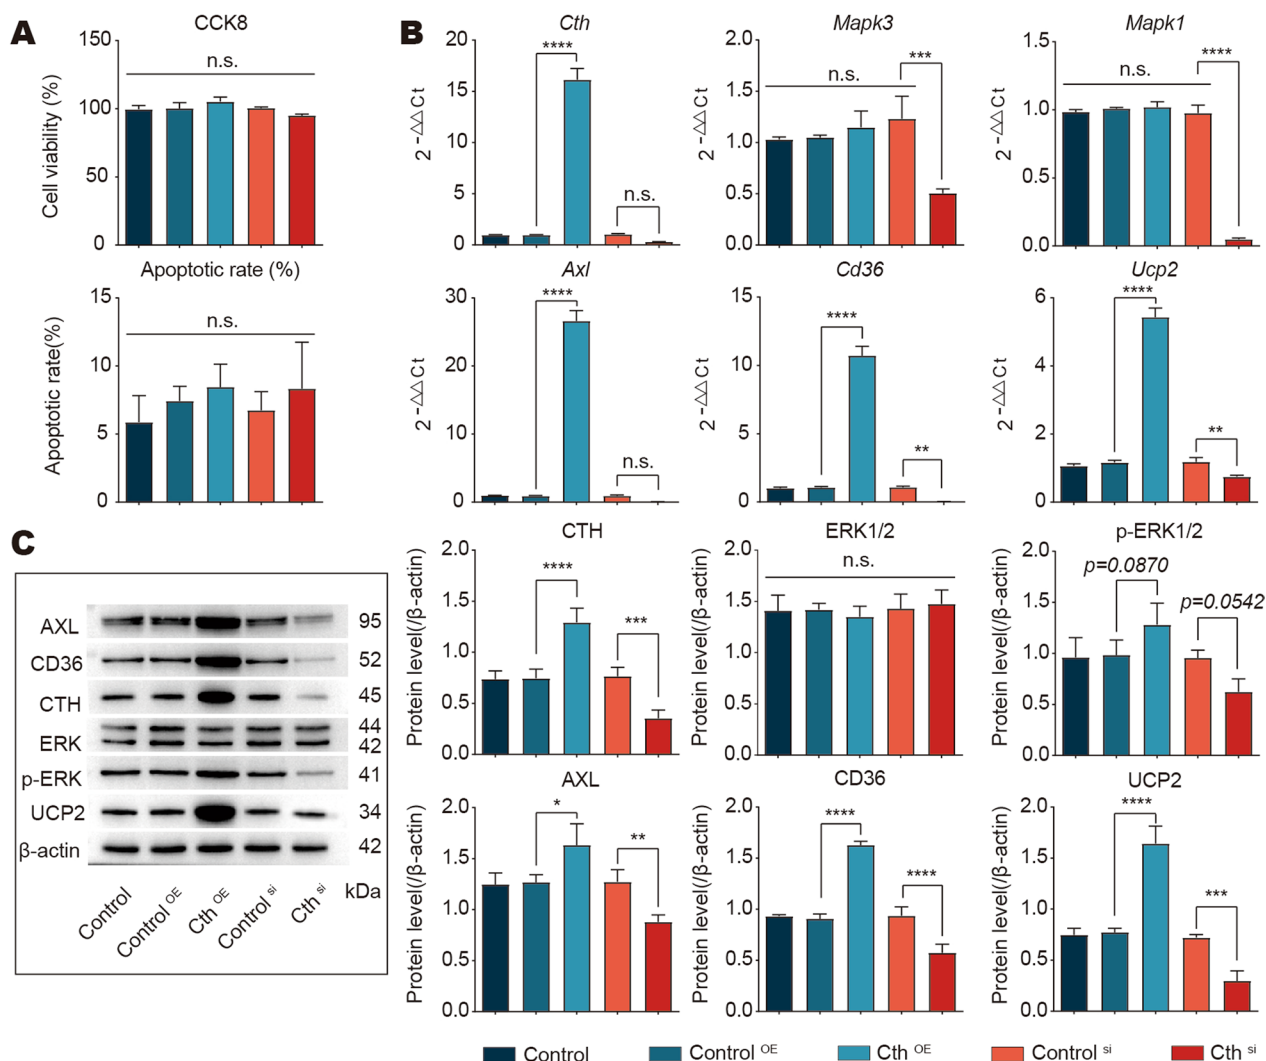 A
CCK8
Cell viability (%)
150
100
50
0
n.s.
Apoptotic rate (%)
Apoptotic rate(%)
15
10
5
0
n.s.
B
Cth
2 -△△Ct
20
15
10
5
0
****
n.s.
Mapk3
2 -△△Ct
2.0
1.5
1.0
0.5
0.0
n.s.
***
Mapk1
2 -△△Ct
1.5
1.0
0.5
0.0
n.s.
****
Axl
2 -△△Ct
30
20
10
0
****
n.s.
Cd36
2 -△△Ct
15
10
5
0
****
**
Ucp2
2 -△△Ct
6
4
2
0
****
**
C
AXL 95
CD36 52
CTH 45
ERK 44
42
p-ERK 41
UCP2 34
β-actin 42
kDa
Control
Control OE
Cth OE
Control si
Cth si
CTH
Protein level(/β-actin)
2.0
1.5
1.0
0.5
0.0
****
***
ERK1/2
Protein level(/β-actin)
2.0
1.5
1.0
0.5
0.0
n.s.
p-ERK1/2
Protein level(/β-actin)
2.0
1.5
1.0
0.5
0.0
p=0.0870
p=0.0542
AXL
Protein level(/β-actin)
2.0
1.5
1.0
0.5
0.0
*
**
CD36
Protein level(/β-actin)
2.0
1.5
1.0
0.5
0.0
****
****
UCP2
Protein level(/β-actin)
2.0
1.5
1.0
0.5
0.0
****
***
Control
Control OE
Cth OE
Control si
Cth si